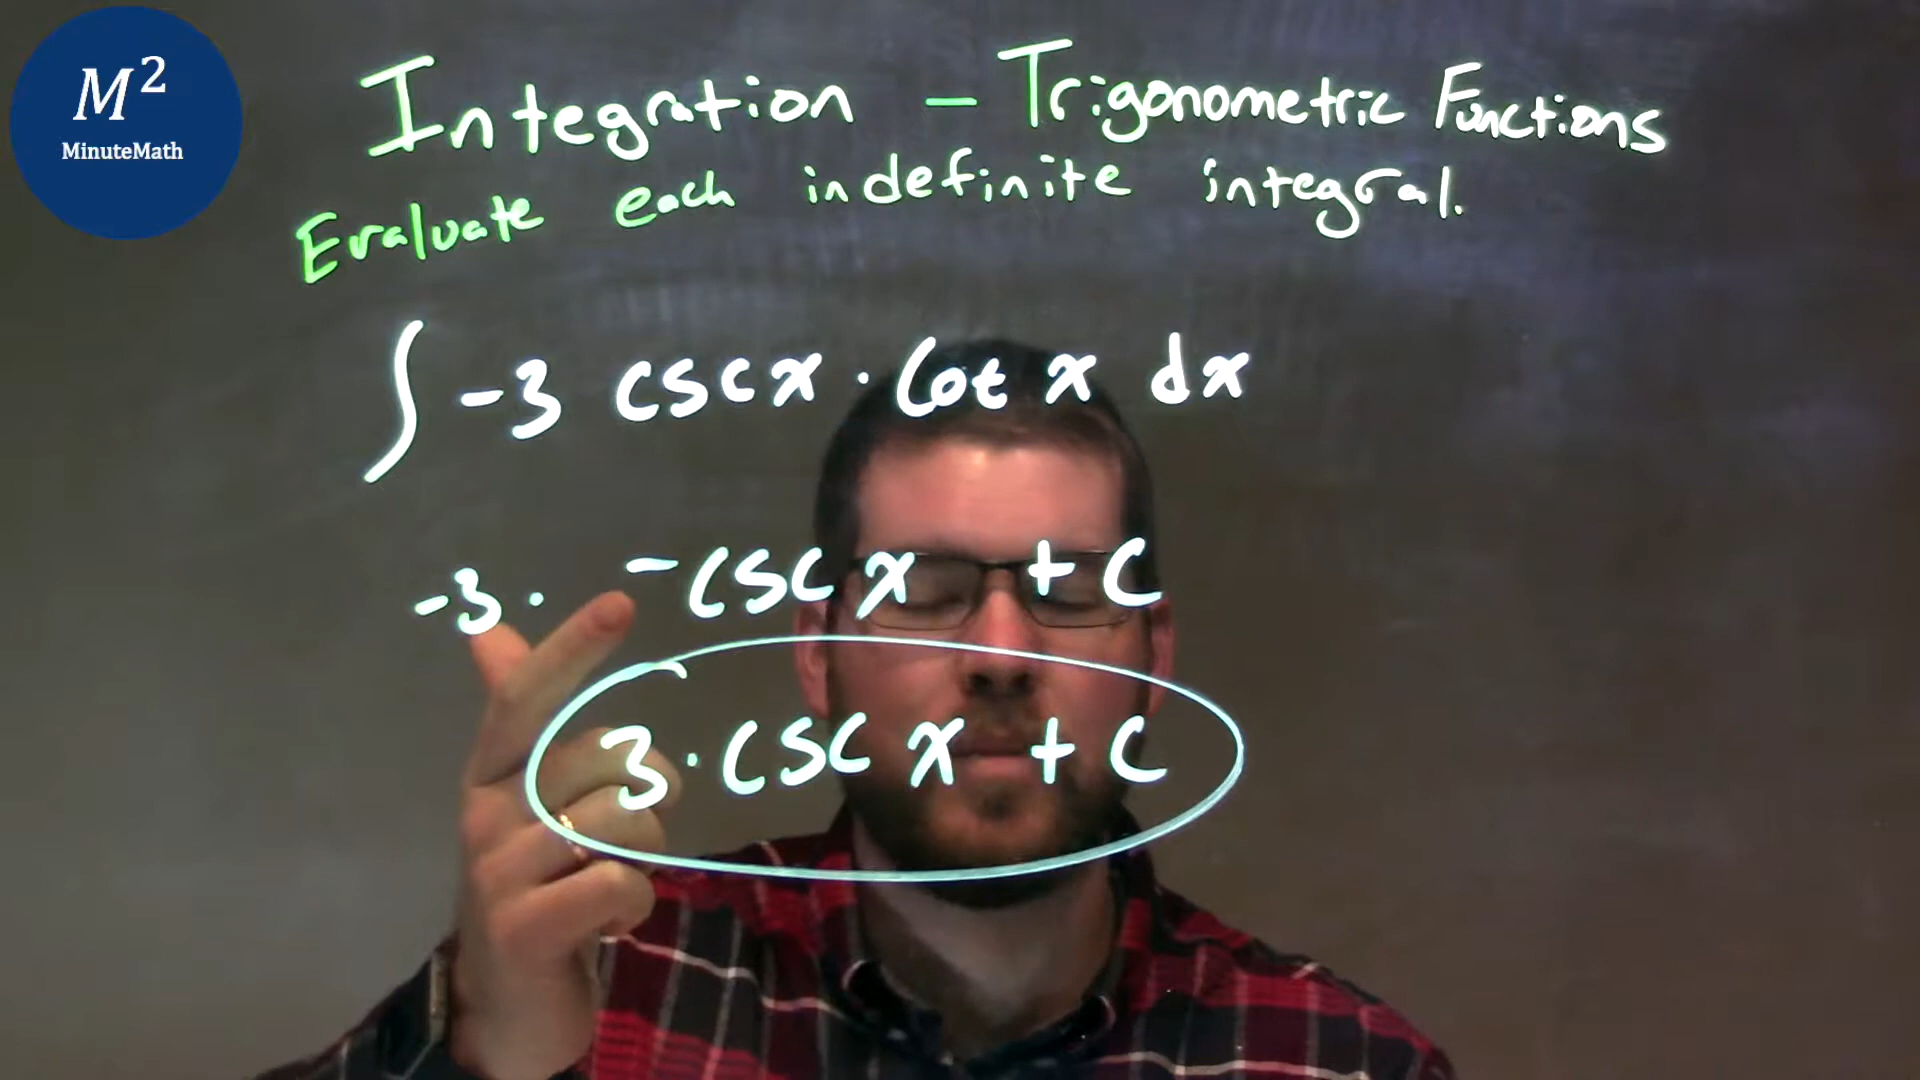 M²
MinuteMath
Integration - Trigonometric Functions
Evaluate each indefinite integral.
∫ -3 csc x · Cot x dx
-3 · -csc x + C
3 · csc x + C